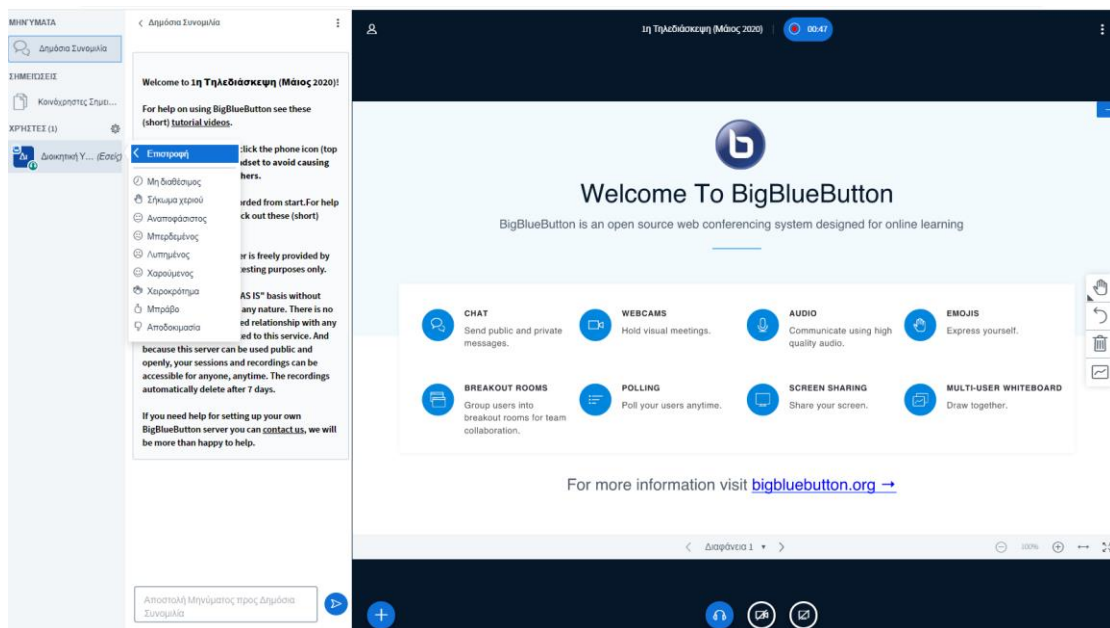 ΜΗΝΎΜΑΤΑ
Δημόσια Συνομιλία
ΣΗΜΕΙΏΣΕΙΣ
Κοινόχρηστες Σημει...
ΧΡΉΣΤΕΣ (1)
Δι
Διοικητική Υ... (Εσείς)
Δημόσια Συνομιλία
Welcome to 1η Τηλεδιάσκεψη (Μάιος 2020)!
For help on using BigBlueButton see these
(short) tutorial videos.
click the phone icon (top
to avoid causing
hers.
orded from start.For help
ck out these (short)
er is freely provided by
testing purposes only.
AS IS" basis without
any nature. There is no
ed relationship with any
ed to this service. And
because this server can be used public and
openly, your sessions and recordings can be
accessible for anyone, anytime. The recordings
automatically delete after 7 days.
If you need help for setting up your own
BigBlueButton server you can contact us, we will
be more than happy to help.
Επιστροφή
Μη διαθέσιμος
Σήκωμα χεριού
Αναποφάσιστος
Μπερδεμένος
Λυπημένος
Χαρούμενος
Χειροκρότημα
Μπράβο
Αποδοκιμασία
Αποστολή Μηνύματος προς Δημόσια
Συνομιλία
1η Τηλεδιάσκεψη (Μάιος 2020)
00:47
b
Welcome To BigBlueButton
BigBlueButton is an open source web conferencing system designed for online learning
CHAT
Send public and private
messages.
WEBCAMS
Hold visual meetings.
AUDIO
Communicate using high
quality audio.
EMOJIS
Express yourself.
BREAKOUT ROOMS
Group users into
breakout rooms for team
collaboration.
POLLING
Poll your users anytime.
SCREEN SHARING
Share your screen.
MULTI-USER WHITEBOARD
Draw together.
For more information visit bigbluebutton.org →
Διαφάνεια 1
100%